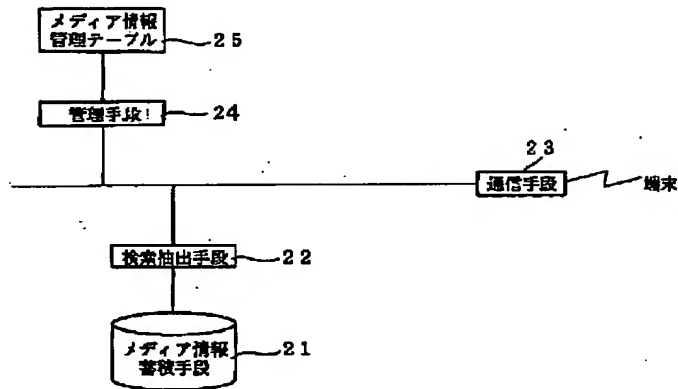 メディア情報
管理テーブル
25
管理手段
24
23
通信手段
端末
検索抽出手段
22
メディア情報
蓄積手段
21